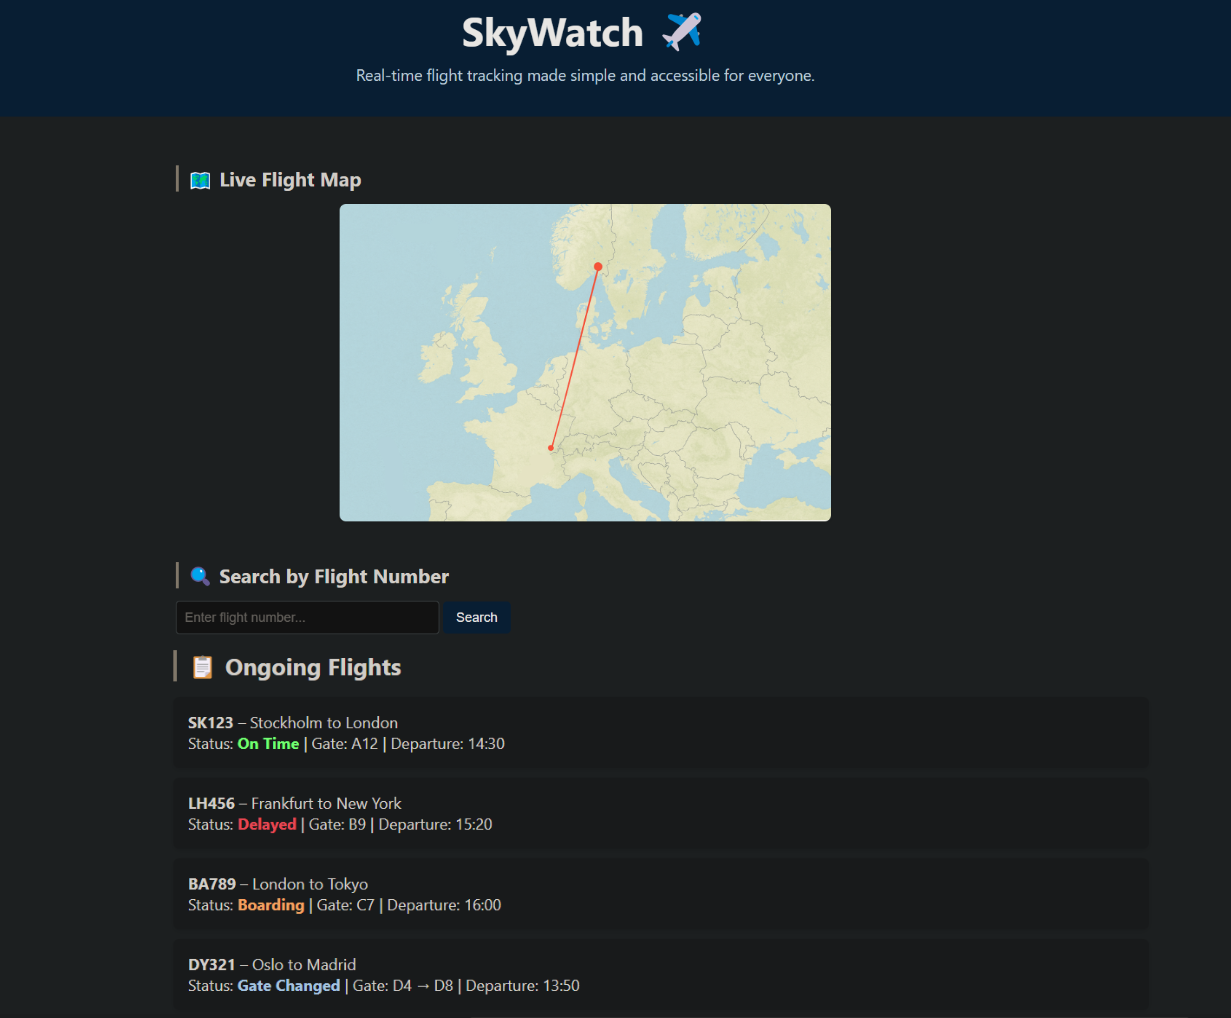 SkyWatch
Real-time flight tracking made simple and accessible for everyone.
Live Flight Map
Search by Flight Number
Enter flight number...
Search
Ongoing Flights
SK123 – Stockholm to London
Status: On Time | Gate: A12 | Departure: 14:30
LH456 – Frankfurt to New York
Status: Delayed | Gate: B9 | Departure: 15:20
BA789 – London to Tokyo
Status: Boarding | Gate: C7 | Departure: 16:00
DY321 – Oslo to Madrid
Status: Gate Changed | Gate: D4 → D8 | Departure: 13:50